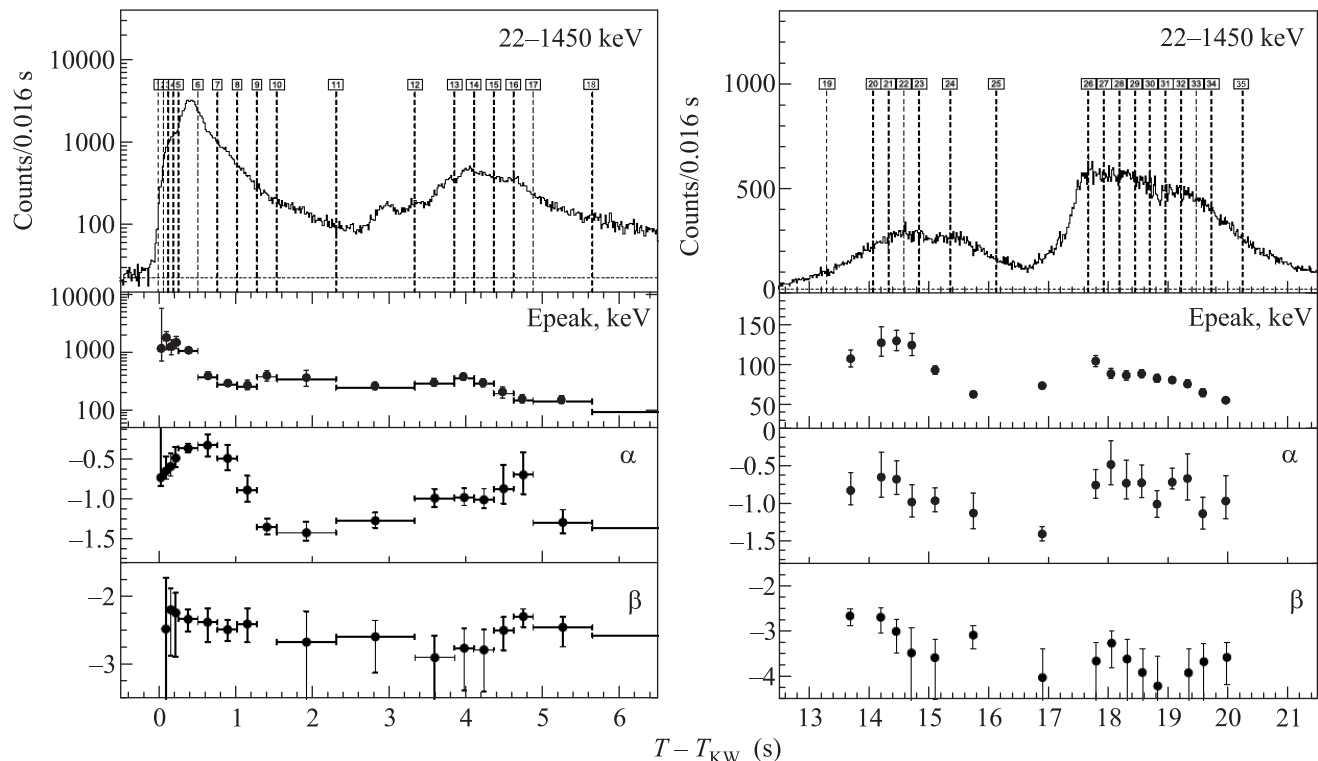 22–1450 keV
Counts/0.016 s
10000
1000
100
1 2 3 4 5 6 7 8 9 10 11 12 13 14 15 16 17 18
Epeak, keV
10000
1000
100
α
–0.5
–1.0
–1.5
β
–2
–3
0 1 2 3 4 5 6
22–1450 keV
Counts/0.016 s
1000
500
0
19 20 21 22 23 24 25 26 27 28 29 30 31 32 33 34 35
Epeak, keV
150
100
50
α
0
–0.5
–1.0
–1.5
β
–2
–3
–4
13 14 15 16 17 18 19 20 21
T – TKW (s)